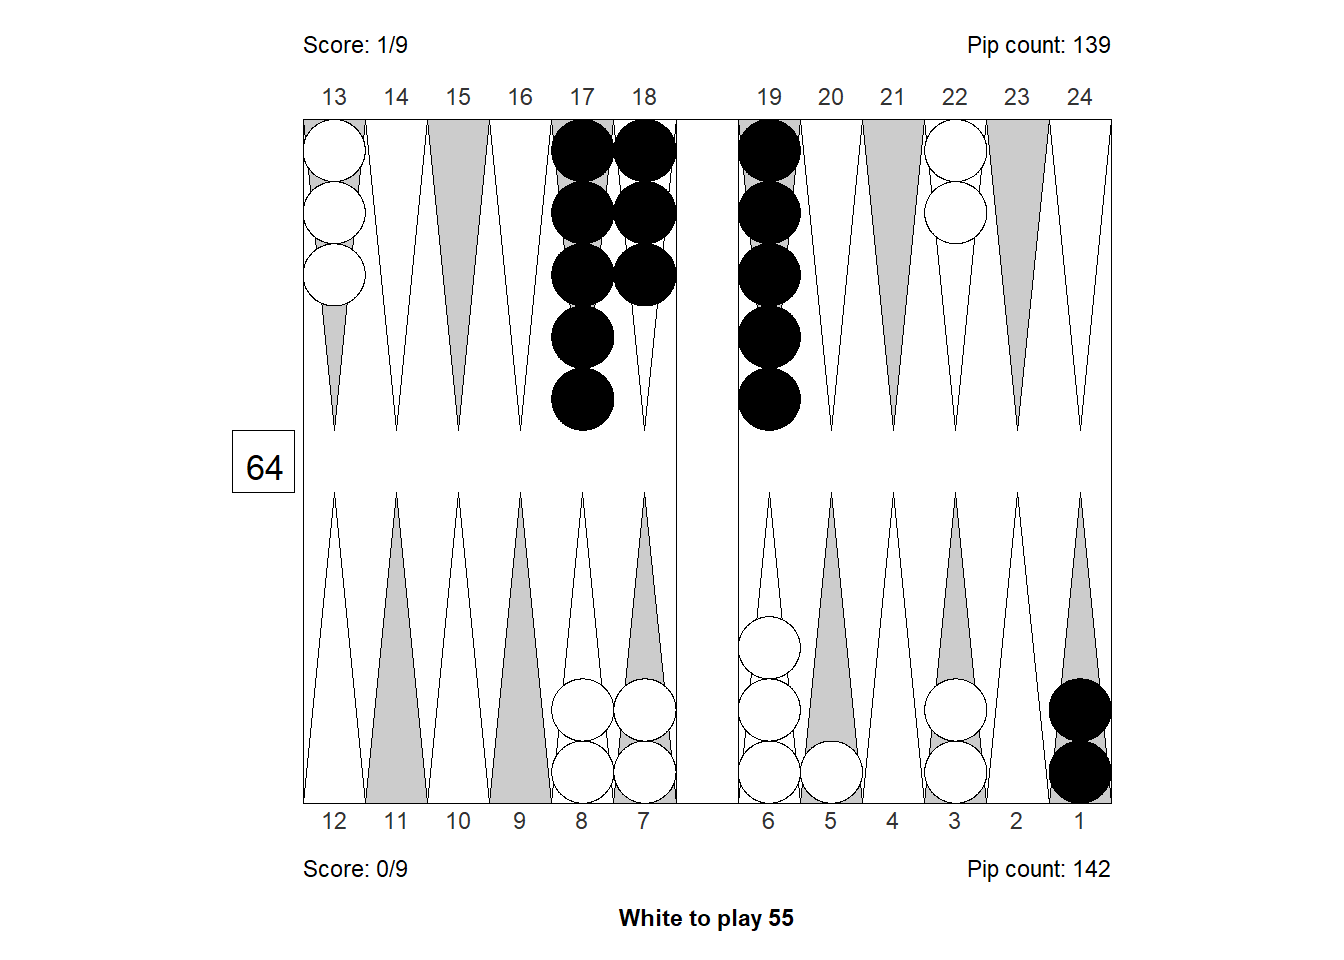 Score: 1/9 Pip count: 139
13 14 15 16 17 18 19 20 21 22 23 24
64
12 11 10 9 8 7 6 5 4 3 2 1
Score: 0/9 Pip count: 142
White to play 55